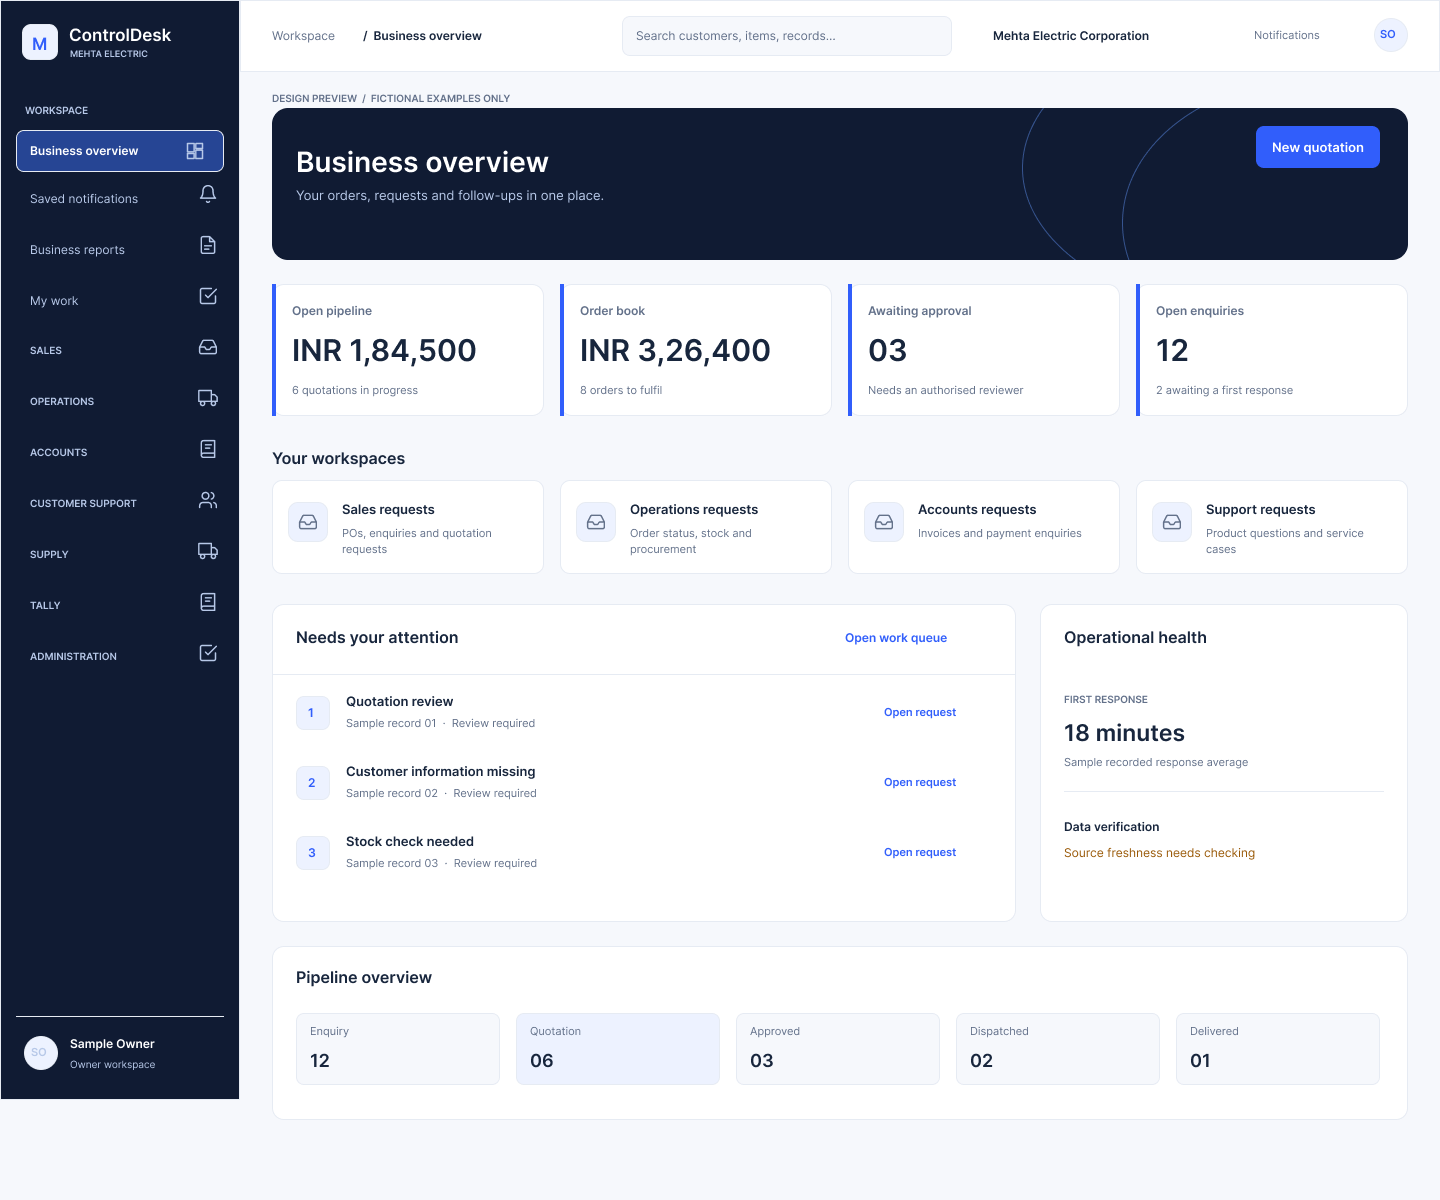 M
ControlDesk
MEHTA ELECTRIC
WORKSPACE
Business overview
Saved notifications
Business reports
My work
SALES
OPERATIONS
ACCOUNTS
CUSTOMER SUPPORT
SUPPLY
TALLY
ADMINISTRATION
SO
Sample Owner
Owner workspace
Workspace / Business overview
Search customers, items, records...
Mehta Electric Corporation
Notifications
SO
DESIGN PREVIEW / FICTIONAL EXAMPLES ONLY
Business overview
Your orders, requests and follow-ups in one place.
New quotation
Open pipeline
INR 1,84,500
6 quotations in progress
Order book
INR 3,26,400
8 orders to fulfil
Awaiting approval
03
Needs an authorised reviewer
Open enquiries
12
2 awaiting a first response
Your workspaces
Sales requests
POs, enquiries and quotation
requests
Operations requests
Order status, stock and
procurement
Accounts requests
Invoices and payment enquiries
Support requests
Product questions and service
cases
Needs your attention
Open work queue
1
Quotation review
Sample record 01 · Review required
Open request
2
Customer information missing
Sample record 02 · Review required
Open request
3
Stock check needed
Sample record 03 · Review required
Open request
Operational health
FIRST RESPONSE
18 minutes
Sample recorded response average
Data verification
Source freshness needs checking
Pipeline overview
Enquiry
12
Quotation
06
Approved
03
Dispatched
02
Delivered
01